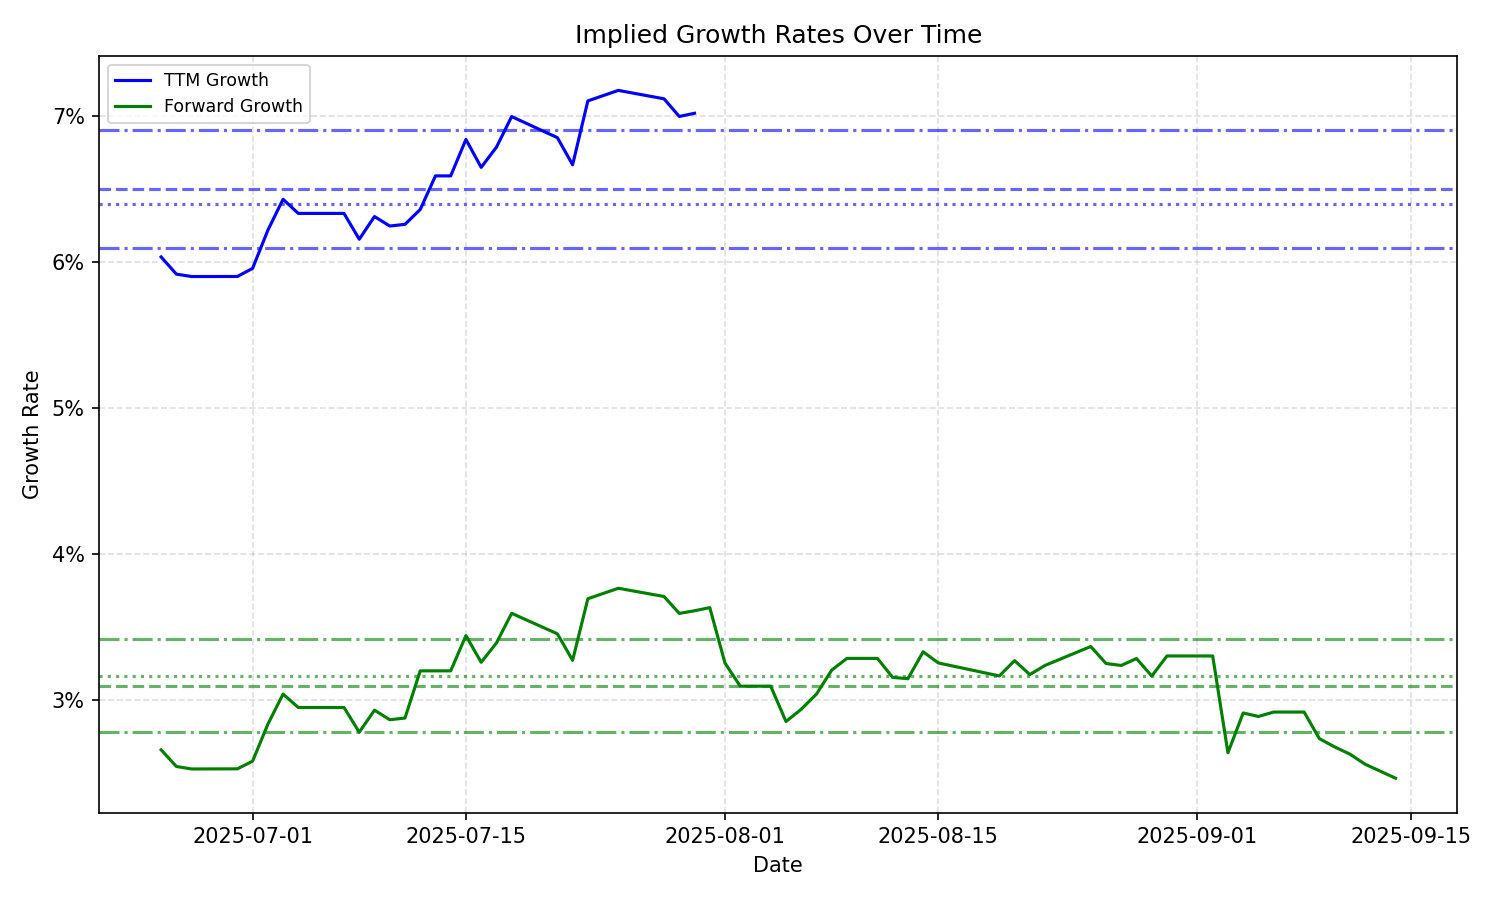 Implied Growth Rates Over Time
TTM Growth
Forward Growth
7%
6%
5%
4%
3%
Growth Rate
2025-07-01
2025-07-15
2025-08-01
2025-08-15
2025-09-01
2025-09-15
Date